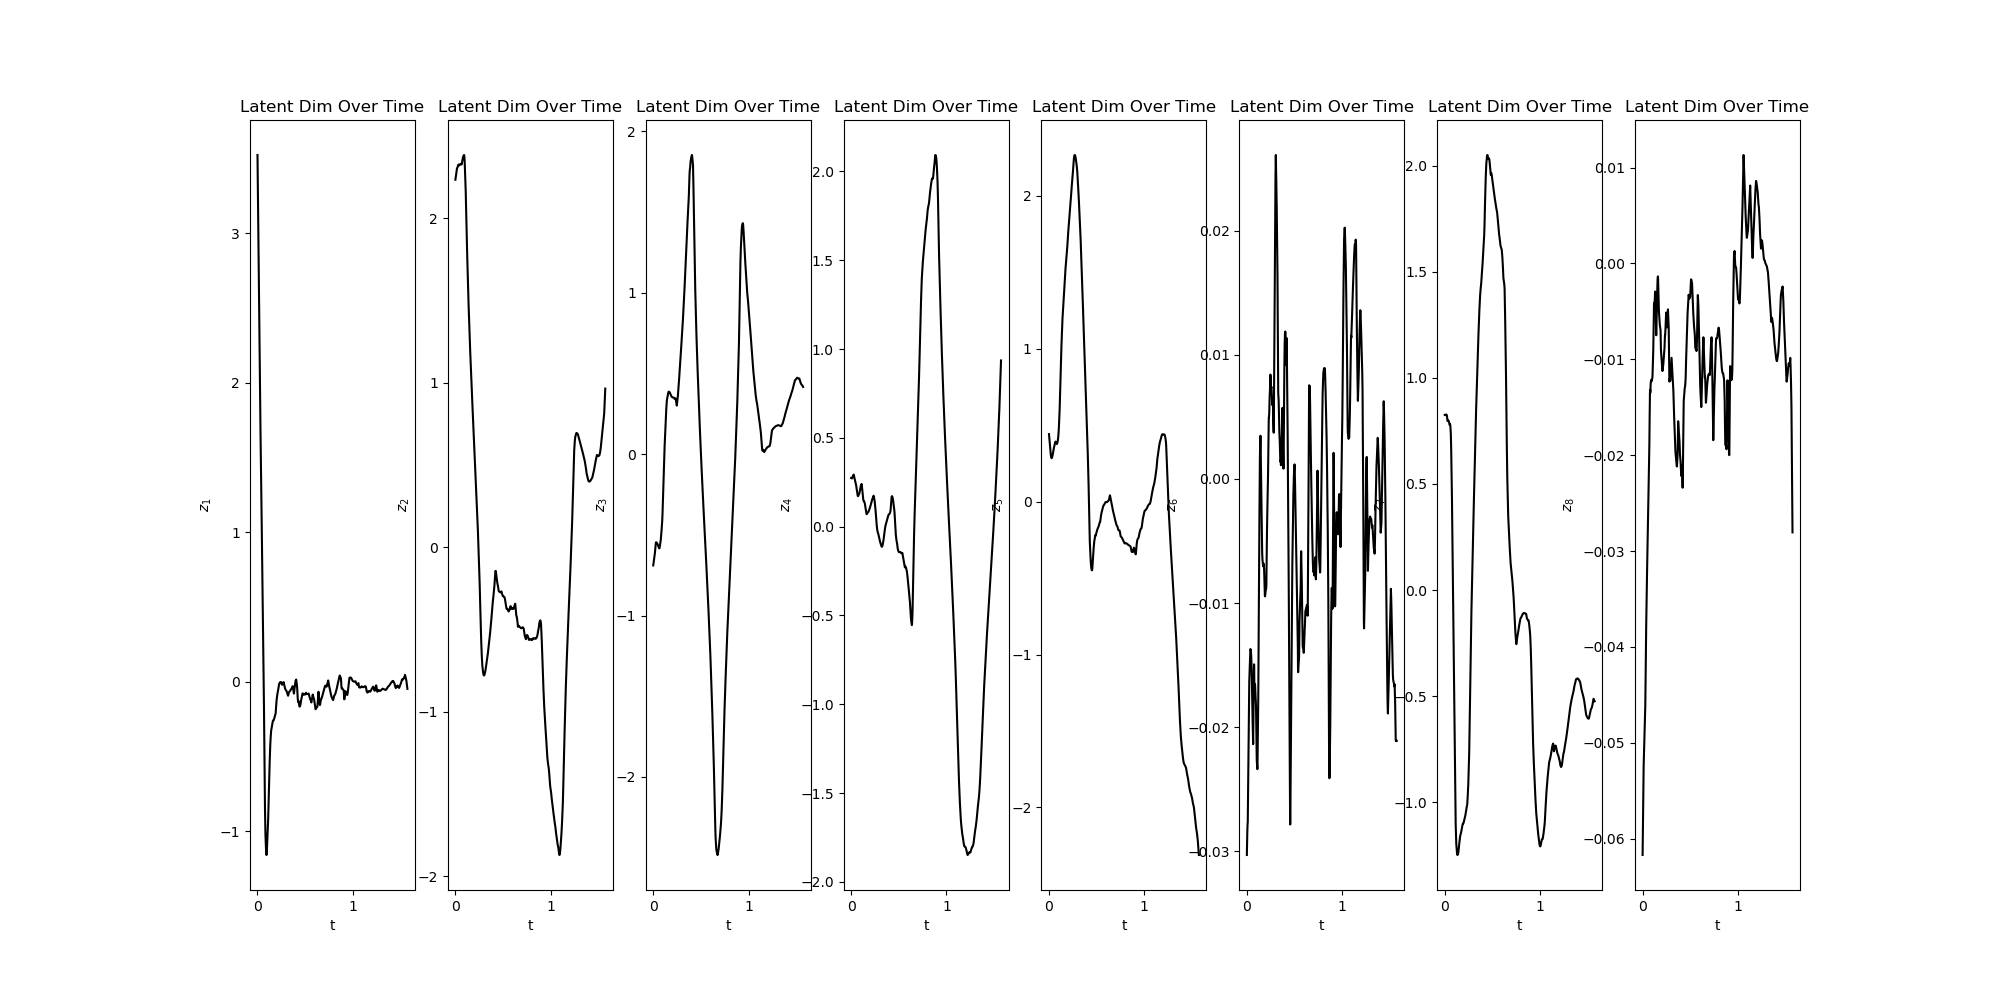 Latent Dim Over Time
z₁
3
2
1
0
−1
0 1
t
Latent Dim Over Time
z₂
2
1
0
−1
−2
0 1
t
Latent Dim Over Time
z₃
2
1
0
−1
−2
0 1
t
Latent Dim Over Time
z₄
2.0
1.5
1.0
0.5
0.0
−0.5
−1.0
−1.5
−2.0
0 1
t
Latent Dim Over Time
z₅
2
1
0
−1
−2
0 1
t
Latent Dim Over Time
z₆
0.02
0.01
0.00
−0.01
−0.02
−0.03
0 1
t
Latent Dim Over Time
2.0
1.5
1.0
0.5
0.0
−0.5
−1.0
0 1
t
Latent Dim Over Time
z₈
0.01
0.00
−0.01
−0.02
−0.03
−0.04
−0.05
−0.06
0 1
t